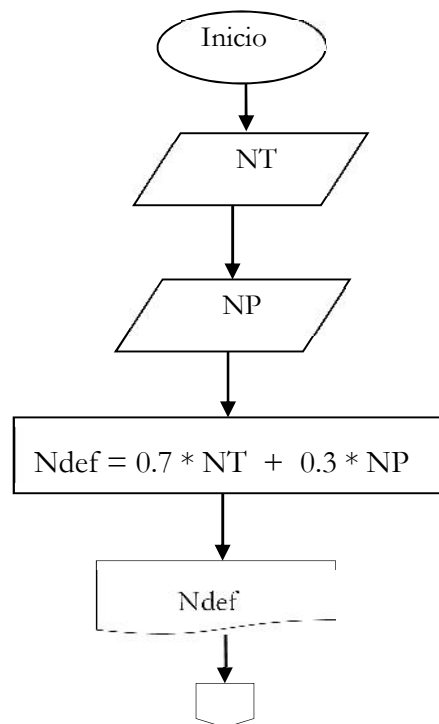 Inicio
NT
NP
Ndef = 0.7 * NT + 0.3 * NP
Ndef